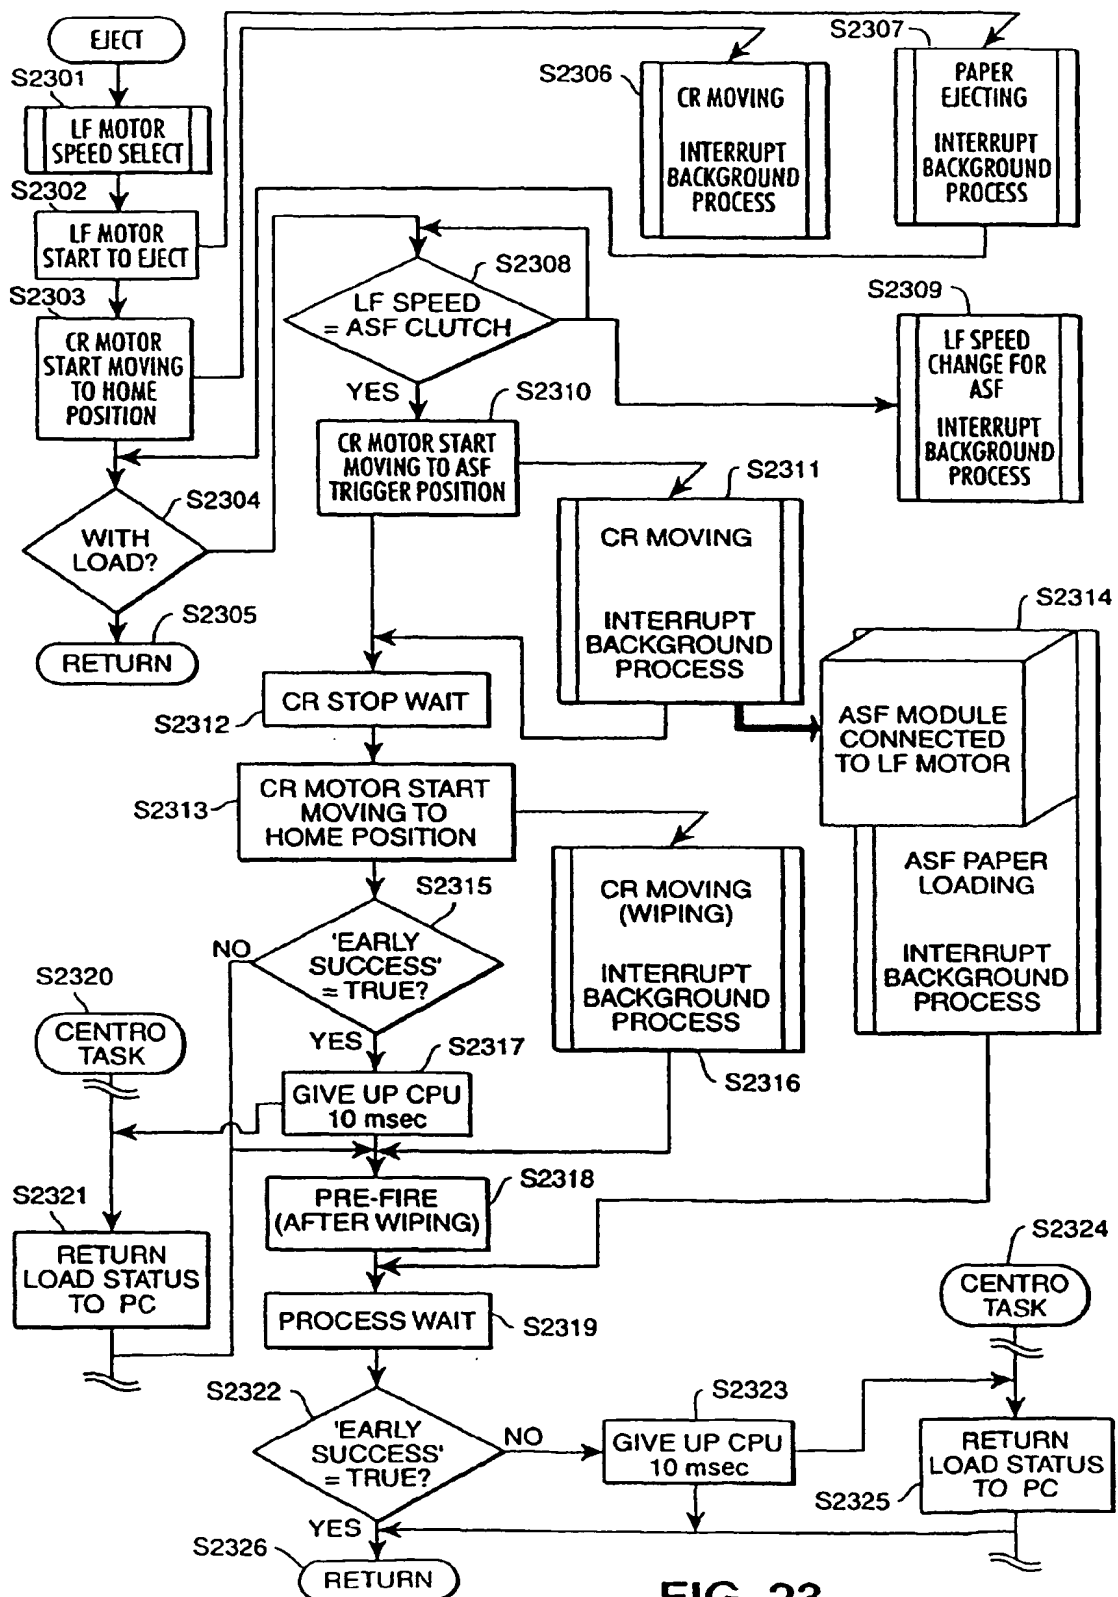 EJECT
S2301
LF MOTOR
SPEED SELECT
S2302
LF MOTOR
START TO EJECT
S2303
CR MOTOR
START MOVING
TO HOME
POSITION
S2304
WITH
LOAD?
S2305
RETURN
S2306
CR MOVING
INTERRUPT
BACKGROUND
PROCESS
S2307
PAPER
EJECTING
INTERRUPT
BACKGROUND
PROCESS
S2308
LF SPEED
= ASF CLUTCH
YES
S2309
LF SPEED
CHANGE FOR
ASF
INTERRUPT
BACKGROUND
PROCESS
S2310
CR MOTOR START
MOVING TO ASF
TRIGGER POSITION
S2311
CR MOVING
INTERRUPT
BACKGROUND
PROCESS
S2312
CR STOP WAIT
S2313
CR MOTOR START
MOVING TO
HOME POSITION
S2314
ASF MODULE
CONNECTED
TO LF MOTOR
ASF PAPER
LOADING
INTERRUPT
BACKGROUND
PROCESS
S2315
'EARLY
SUCCESS'
= TRUE?
NO
YES
CR MOVING
(WIPING)
INTERRUPT
BACKGROUND
PROCESS
S2316
S2317
GIVE UP CPU
10 msec
S2318
PRE-FIRE
(AFTER WIPING)
PROCESS WAIT
S2319
S2320
CENTRO
TASK
S2321
RETURN
LOAD STATUS
TO PC
S2322
'EARLY
SUCCESS'
= TRUE?
NO
YES
S2323
GIVE UP CPU
10 msec
S2324
CENTRO
TASK
RETURN
LOAD STATUS
TO PC
S2325
S2326
RETURN
FIG. 23